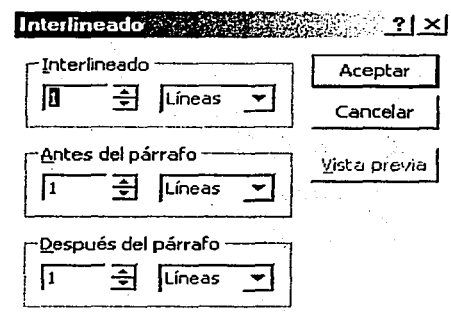 Interlineado ? ×
Interlineado
1 Líneas
Aceptar
Cancelar
Antes del párrafo
1 Líneas
Vista previa
Después del párrafo
1 Líneas